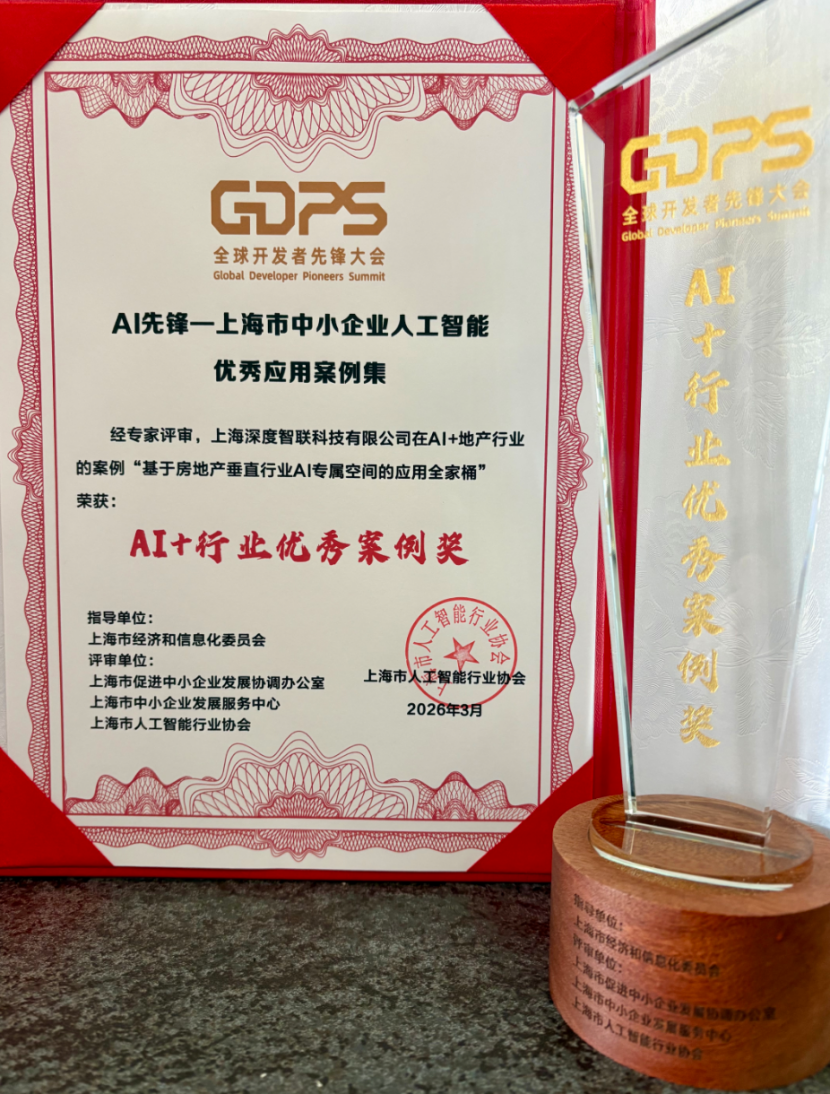 GDPS
全球开发者先锋大会
Global Developer Pioneers Summit
AI先锋—上海市中小企业人工智能
优秀应用案例集
经专家评审，上海深度智联科技有限公司在AI+地产行业
的案例“基于房地产垂直行业AI专属空间的应用全家桶”
荣获：
AI+行业优秀案例奖
指导单位：
上海市经济和信息化委员会
评审单位：
上海市促进中小企业发展协调办公室
上海市中小企业发展服务中心
上海市人工智能行业协会
上海市人工智能行业协会
上海市人工智能行业协会
2026年3月
GDPS
全球开发者先锋大会
Global Developer Pioneers Summit
AI+行业优秀案例奖
指导单位：
上海市经济和信息化委员会
评审单位：
上海市促进中小企业发展协调办公室
上海市中小企业发展服务中心
上海市人工智能行业协会